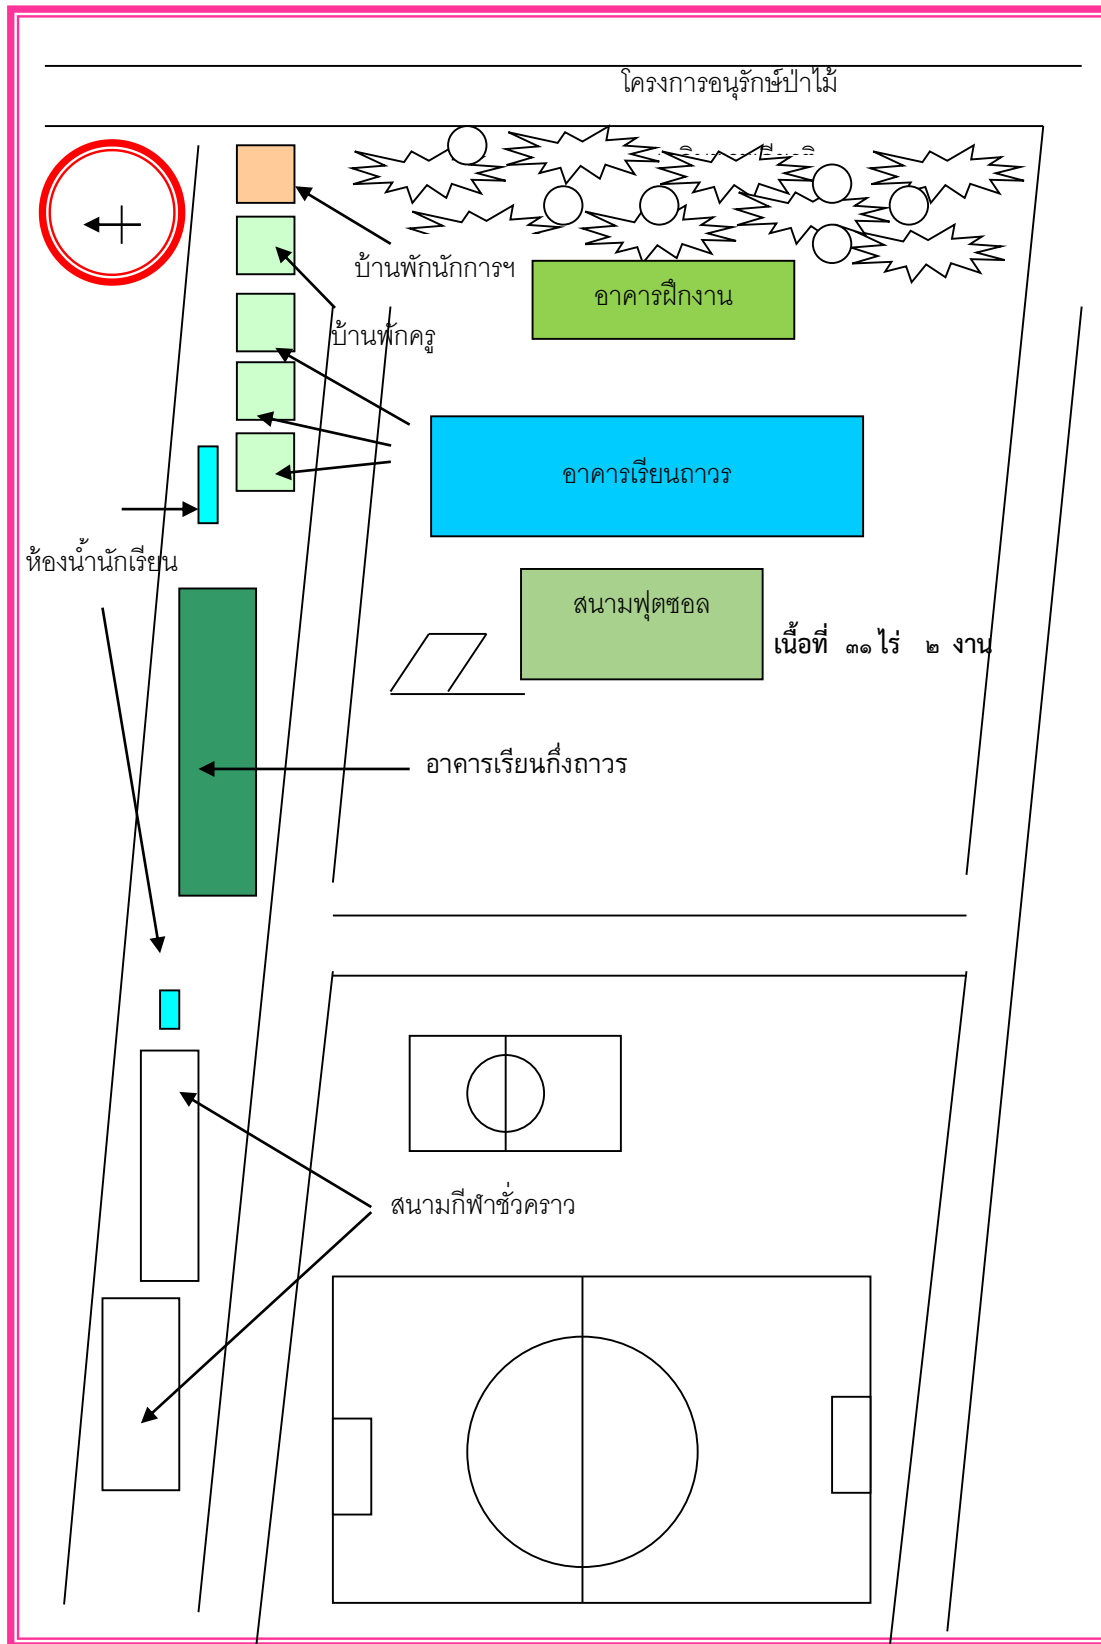 โครงการอนุรักษ์ป่าไม้
บ้านพักนักการฯ
อาคารฝึกงาน
บ้านพักครู
อาคารเรียนถาวร
ห้องน้ำนักเรียน
สนามฟุตซอล
เนื้อที่ ๓๑ ไร่ ๒ งาน
อาคารเรียนกึ่งถาวร
สนามกีฬาชั่วคราว